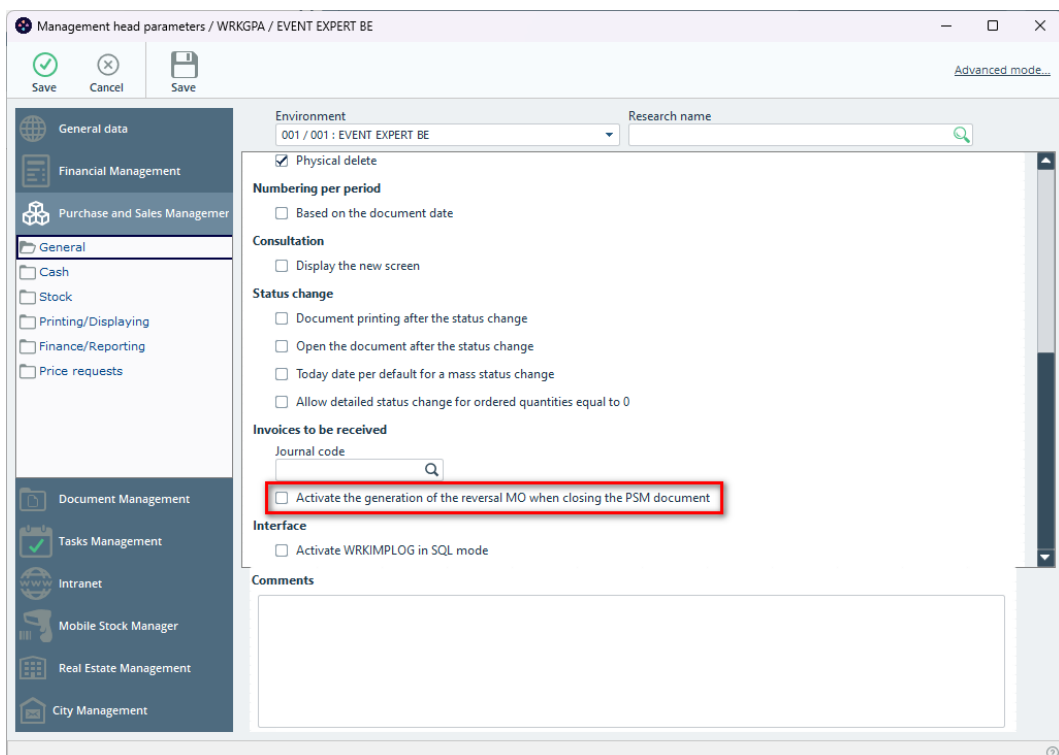 Management head parameters / WRKGPA / EVENT EXPERT BE
Save
Cancel
Save
Advanced mode...
General data
Financial Management
Purchase and Sales Managemer
General
Cash
Stock
Printing/Displaying
Finance/Reporting
Price requests
Document Management
Tasks Management
Intranet
Mobile Stock Manager
Real Estate Management
City Management
Environment
Research name
001 / 001 : EVENT EXPERT BE
Physical delete
Numbering per period
Based on the document date
Consultation
Display the new screen
Status change
Document printing after the status change
Open the document after the status change
Today date per default for a mass status change
Allow detailed status change for ordered quantities equal to 0
Invoices to be received
Journal code
Activate the generation of the reversal MO when closing the PSM document
Interface
Activate WRKIMPLOG in SQL mode
Comments